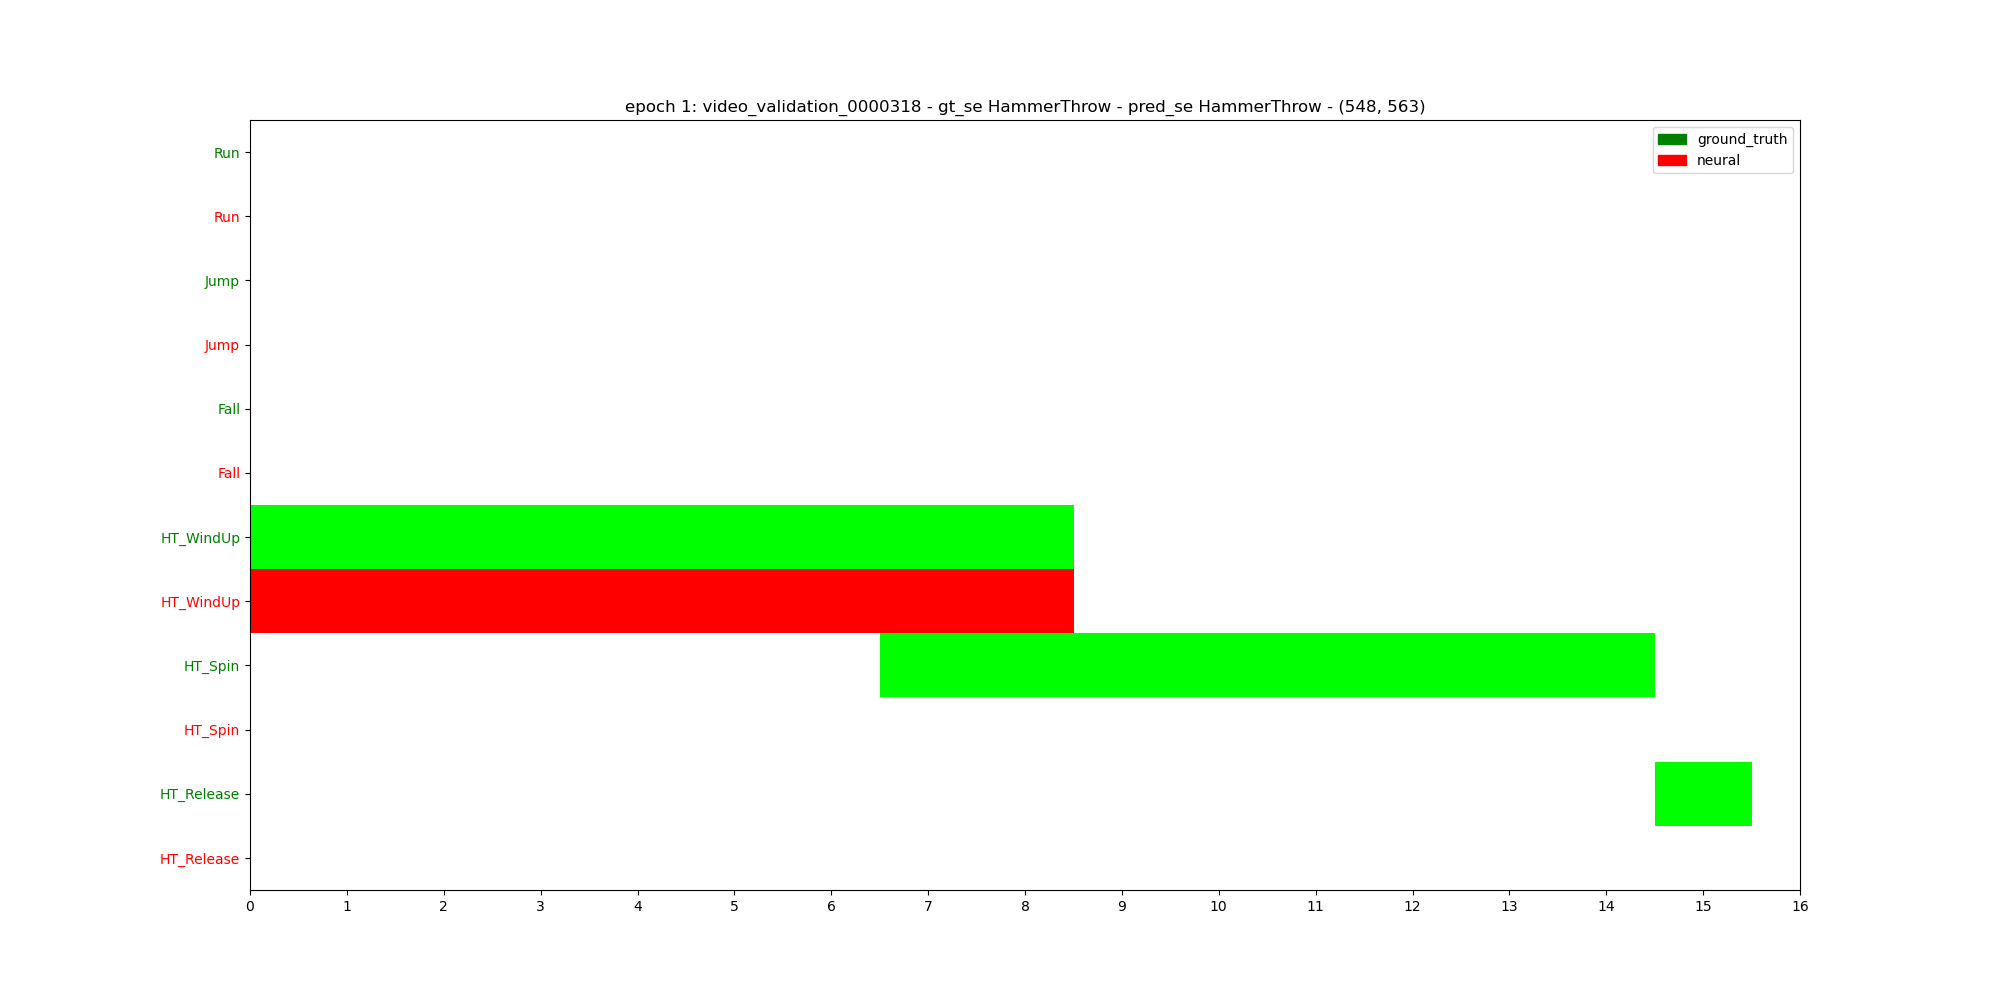 epoch 1: video_validation_0000318 - gt_se HammerThrow - pred_se HammerThrow - (548, 563)
ground_truth
neural
Run
Run
Jump
Jump
Fall
Fall
HT_WindUp
HT_WindUp
HT_Spin
HT_Spin
HT_Release
HT_Release
0 1 2 3 4 5 6 7 8 9 10 11 12 13 14 15 16